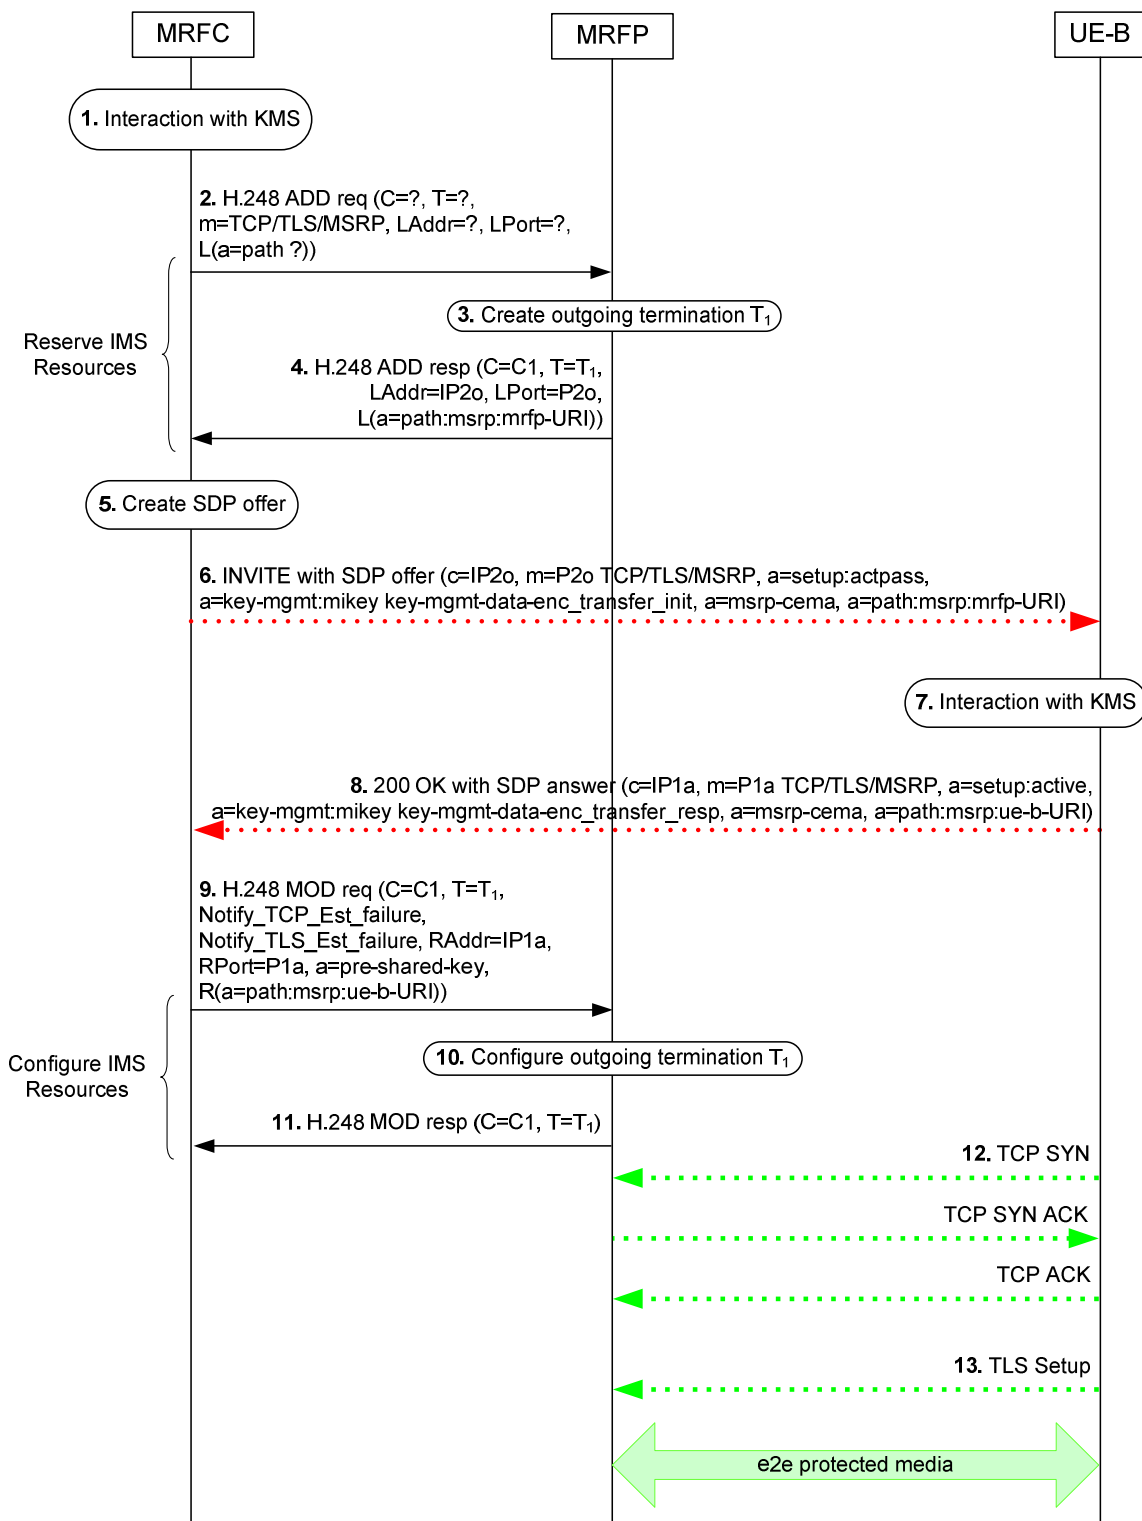 MRFC
MRFP
UE-B
1. Interaction with KMS
2. H.248 ADD req (C=?, T=?,
m=TCP/TLS/MSRP, LAddr=?, LPort=?,
L(a=path ?))
3. Create outgoing termination T1
Reserve IMS
Resources
4. H.248 ADD resp (C=C1, T=T1,
LAddr=IP2o, LPort=P2o,
L(a=path:msrp:mrfp-URI))
5. Create SDP offer
6. INVITE with SDP offer (c=IP2o, m=P2o TCP/TLS/MSRP, a=setup:actpass,
a=key-mgmt:mikey key-mgmt-data-enc_transfer_init, a=msrp-cema, a=path:msrp:mrfp-URI)
7. Interaction with KMS
8. 200 OK with SDP answer (c=IP1a, m=P1a TCP/TLS/MSRP, a=setup:active,
a=key-mgmt:mikey key-mgmt-data-enc_transfer_resp, a=msrp-cema, a=path:msrp:ue-b-URI)
9. H.248 MOD req (C=C1, T=T1,
Notify_TCP_Est_failure,
Notify_TLS_Est_failure, RAddr=IP1a,
RPort=P1a, a=pre-shared-key,
R(a=path:msrp:ue-b-URI))
10. Configure outgoing termination T1
Configure IMS
Resources
11. H.248 MOD resp (C=C1, T=T1)
12. TCP SYN
TCP SYN ACK
TCP ACK
13. TLS Setup
e2e protected media